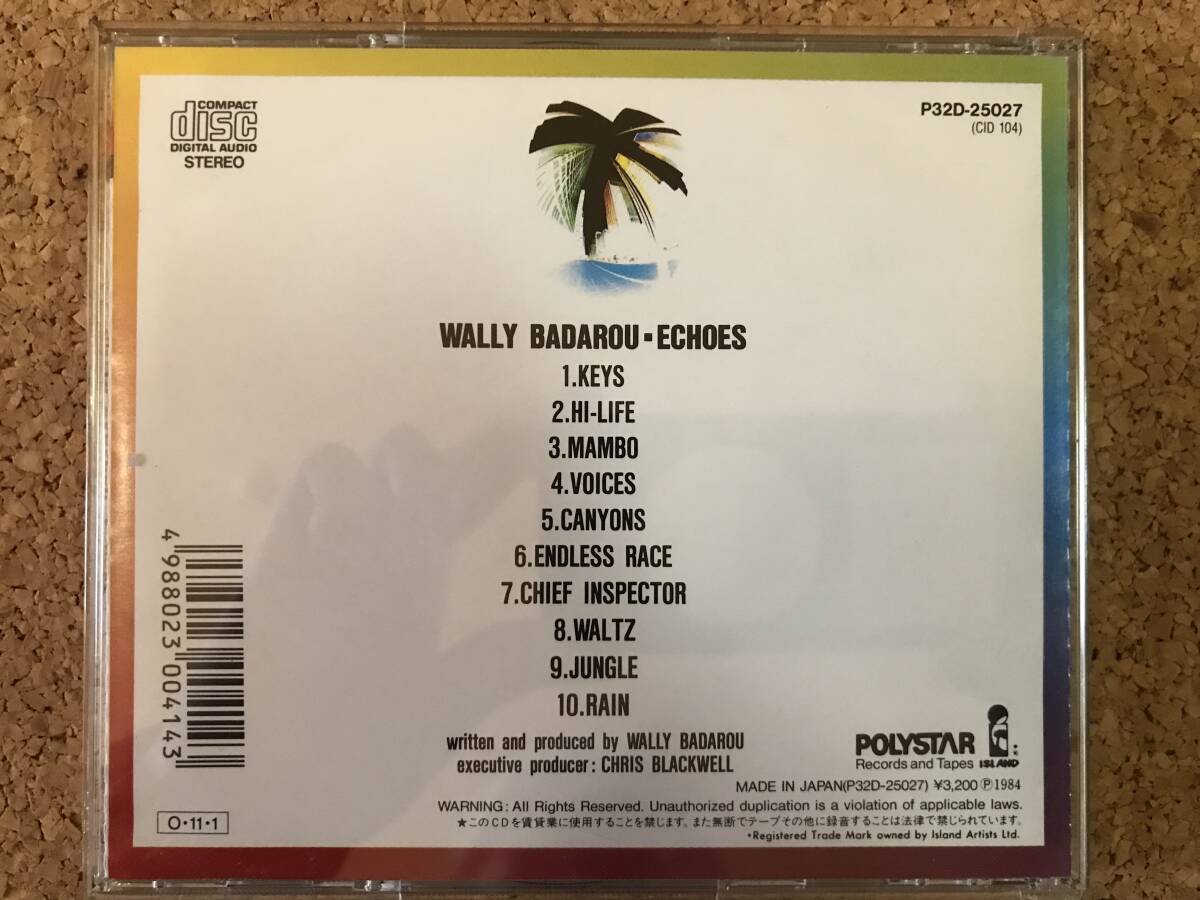 COMPACT
disc
DIGITAL AUDIO
STEREO
P32D-25027
(CID 104)
WALLY BADAROU▪ECHOES
1.KEYS
2.HI-LIFE
3.MAMBO
4.VOICES
5.CANYONS
6.ENDLESS RACE
7.CHIEF INSPECTOR
8.WALTZ
9.JUNGLE
10.RAIN
written and produced by WALLY BADAROU
executive producer: CHRIS BLACKWELL
4 988023 004143
POLYSTAR
Records and Tapes
ISLAND
MADE IN JAPAN(P32D-25027) ¥3,200 Ⓟ1984
WARNING: All Rights Reserved. Unauthorized duplication is a violation of applicable laws.
★このCDを賃貸業に使用することを禁じます。また無断でテープその他に録音することは法律で禁じられています。
•Registered Trade Mark owned by Island Artists Ltd.
O·11·1